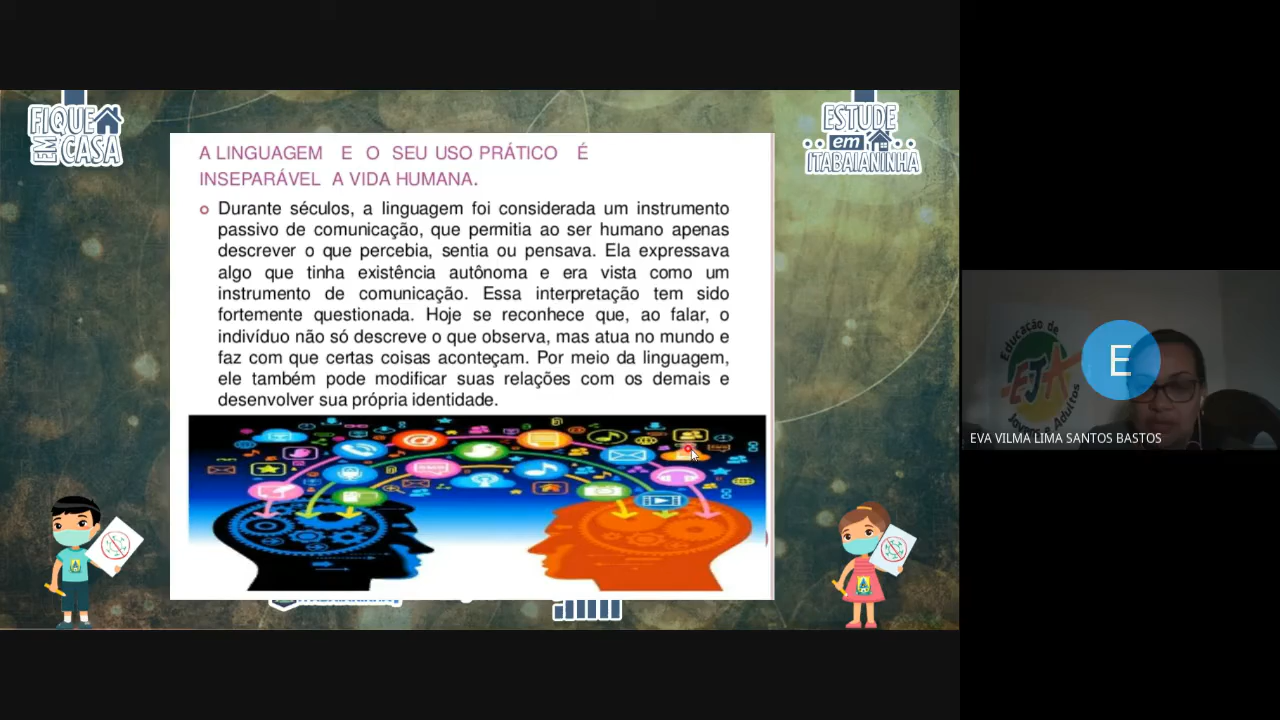 FIQUE
EM CASA
ESTUDE
em
ITABAIANINHA
A LINGUAGEM E O SEU USO PRÁTICO É
INSEPARÁVEL A VIDA HUMANA.
Durante séculos, a linguagem foi considerada um instrumento
passivo de comunicação, que permitia ao ser humano apenas
descrever o que percebia, sentia ou pensava. Ela expressava
algo que tinha existência autônoma e era vista como um
instrumento de comunicação. Essa interpretação tem sido
fortemente questionada. Hoje se reconhece que, ao falar, o
indivíduo não só descreve o que observa, mas atua no mundo e
faz com que certas coisas aconteçam. Por meio da linguagem,
ele também pode modificar suas relações com os demais e
desenvolver sua própria identidade.
Educação de
EJA
Jovens e Adultos
E
EVA VILMA LIMA SANTOS BASTOS